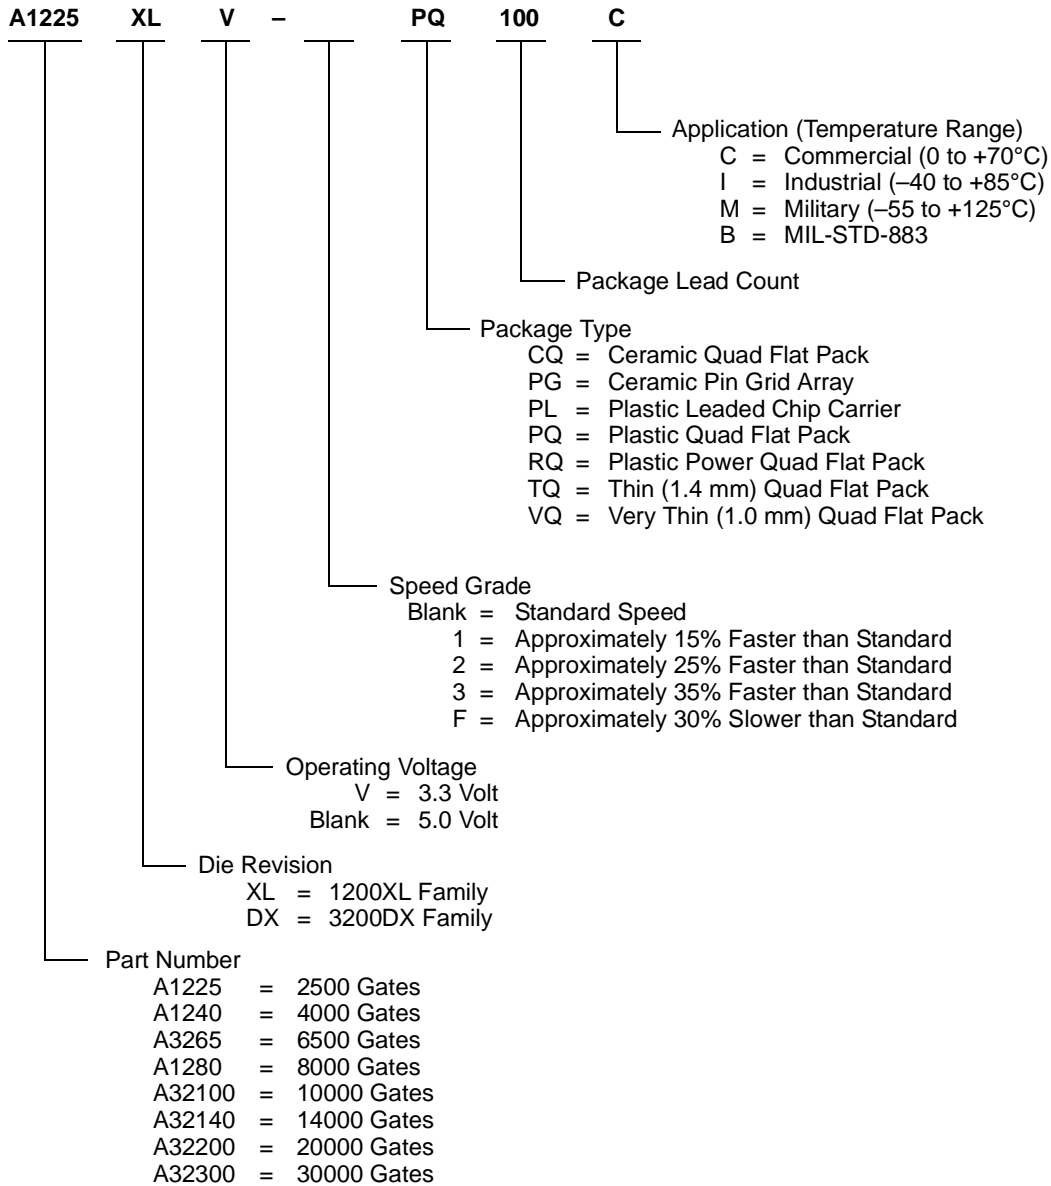 A1225 XL V – PQ 100 C
Application (Temperature Range)
C = Commercial (0 to +70°C)
I = Industrial (–40 to +85°C)
M = Military (–55 to +125°C)
B = MIL-STD-883
Package Lead Count
Package Type
CQ = Ceramic Quad Flat Pack
PG = Ceramic Pin Grid Array
PL = Plastic Leaded Chip Carrier
PQ = Plastic Quad Flat Pack
RQ = Plastic Power Quad Flat Pack
TQ = Thin (1.4 mm) Quad Flat Pack
VQ = Very Thin (1.0 mm) Quad Flat Pack
Speed Grade
Blank = Standard Speed
1 = Approximately 15% Faster than Standard
2 = Approximately 25% Faster than Standard
3 = Approximately 35% Faster than Standard
F = Approximately 30% Slower than Standard
Operating Voltage
V = 3.3 Volt
Blank = 5.0 Volt
Die Revision
XL = 1200XL Family
DX = 3200DX Family
Part Number
A1225 = 2500 Gates
A1240 = 4000 Gates
A3265 = 6500 Gates
A1280 = 8000 Gates
A32100 = 10000 Gates
A32140 = 14000 Gates
A32200 = 20000 Gates
A32300 = 30000 Gates